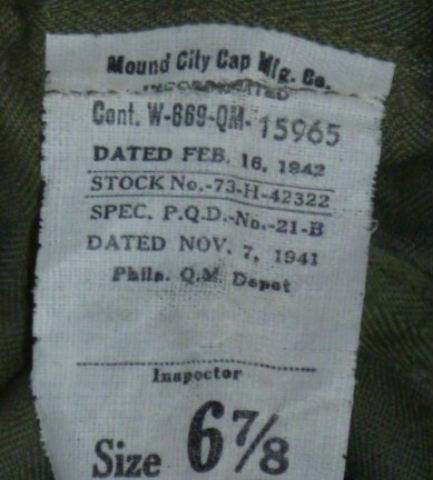 Mound City Cap Mfg. Co.
INCORPORATED
Cont. W-669-QM-15965
DATED FEB. 16, 1942
STOCK No.-73-H-42322
SPEC. P.Q.D.-No.-21-B
DATED NOV. 7, 1941
Phila. Q.M. Depot
Inspector
Size 6⅞